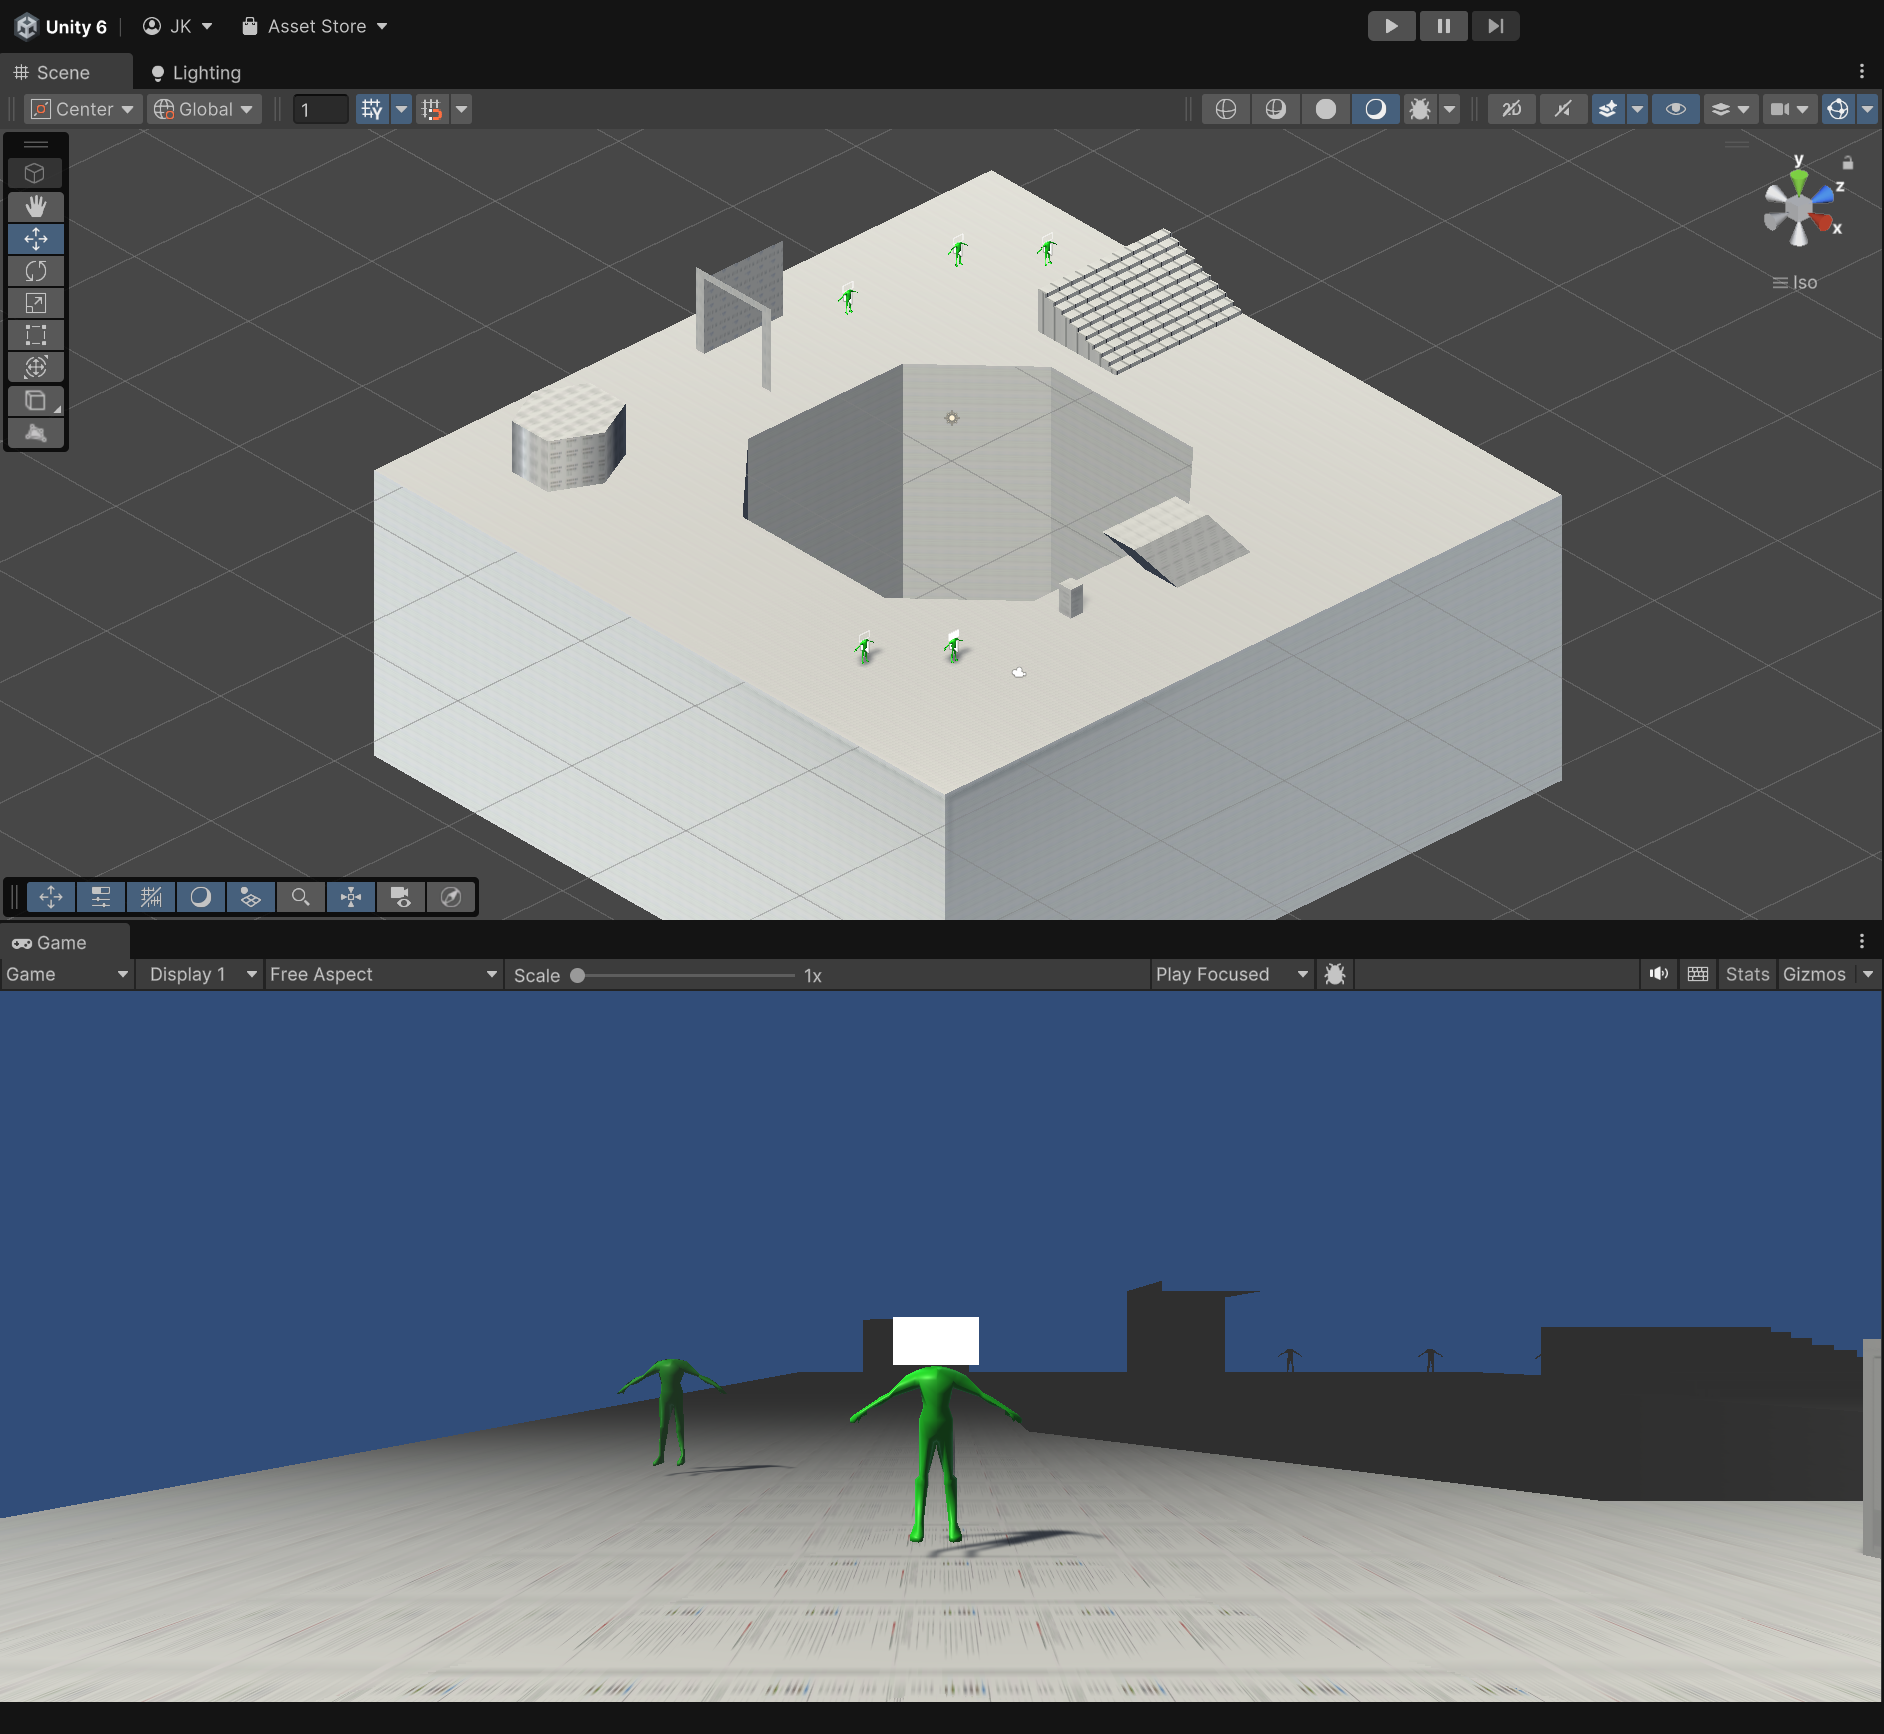 Unity 6 JK Asset Store
Scene Lighting
Center Global 1 2D
y
z
x
Iso
Game
Game Display 1 Free Aspect Scale 1x Play Focused Stats Gizmos